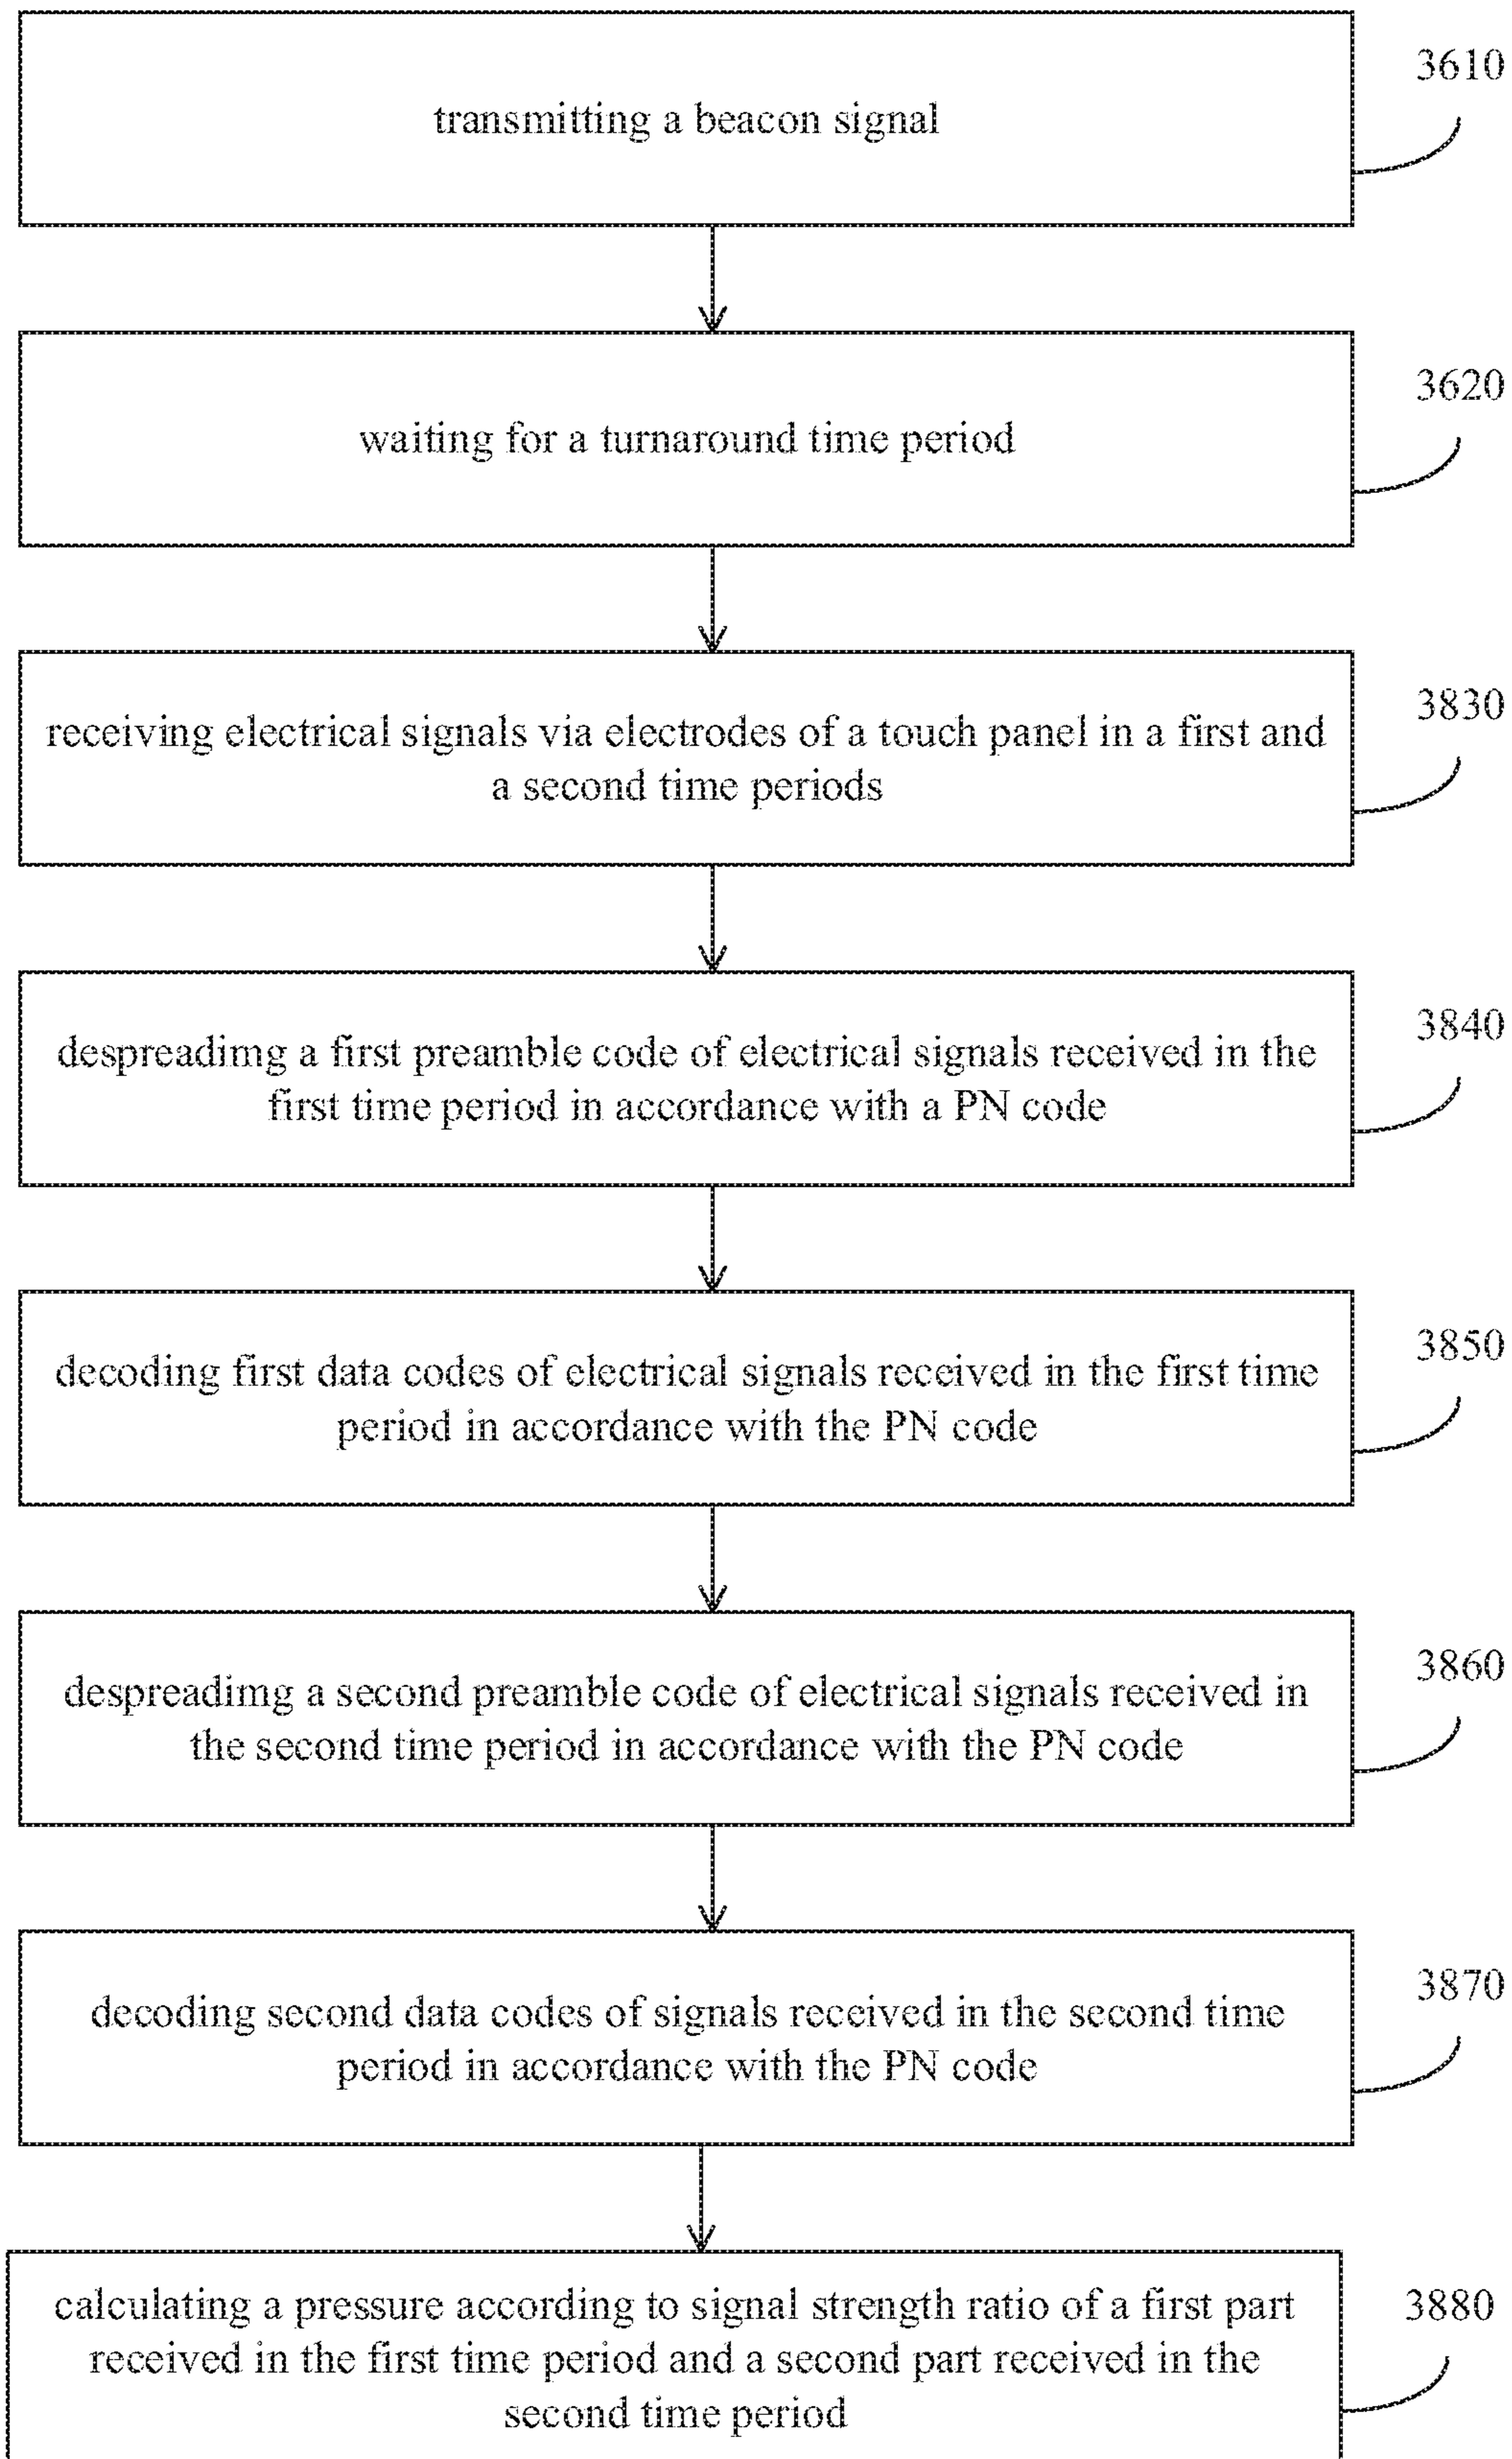 3610
transmitting a beacon signal
3620
waiting for a turnaround time period
3830
receiving electrical signals via electrodes of a touch panel in a first and
a second time periods
3840
despreadimg a first preamble code of electrical signals received in the
first time period in accordance with a PN code
3850
decoding first data codes of electrical signals received in the first time
period in accordance with the PN code
3860
despreadimg a second preamble code of electrical signals received in
the second time period in accordance with the PN code
3870
decoding second data codes of signals received in the second time
period in accordance with the PN code
3880
calculating a pressure according to signal strength ratio of a first part
received in the first time period and a second part received in the
second time period